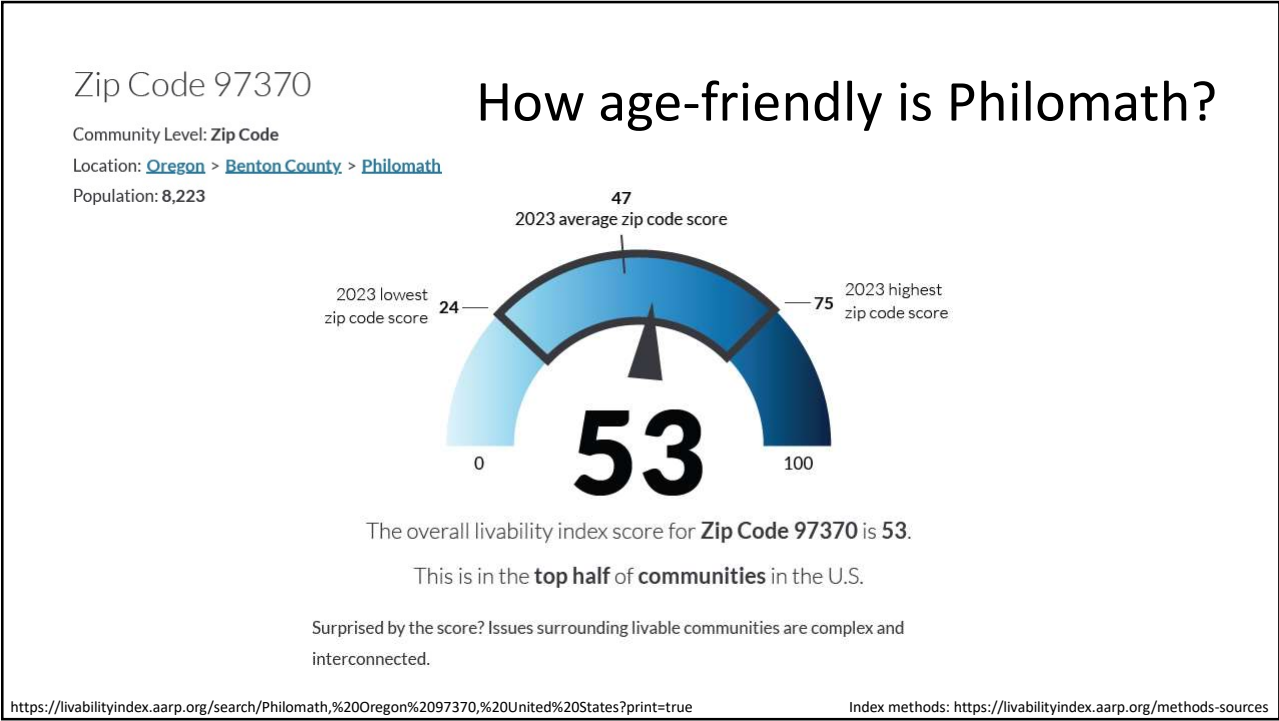 Zip Code 97370
How age-friendly is Philomath?
Community Level: Zip Code
Location: Oregon > Benton County > Philomath
Population: 8,223
47
2023 average zip code score
2023 lowest
zip code score
24
75
2023 highest
zip code score
0
100
53
The overall livability index score for Zip Code 97370 is 53.
This is in the top half of communities in the U.S.
Surprised by the score? Issues surrounding livable communities are complex and
interconnected.
https://livabilityindex.aarp.org/search/Philomath,%20Oregon%2097370,%20United%20States?print=true
Index methods: https://livabilityindex.aarp.org/methods-sources